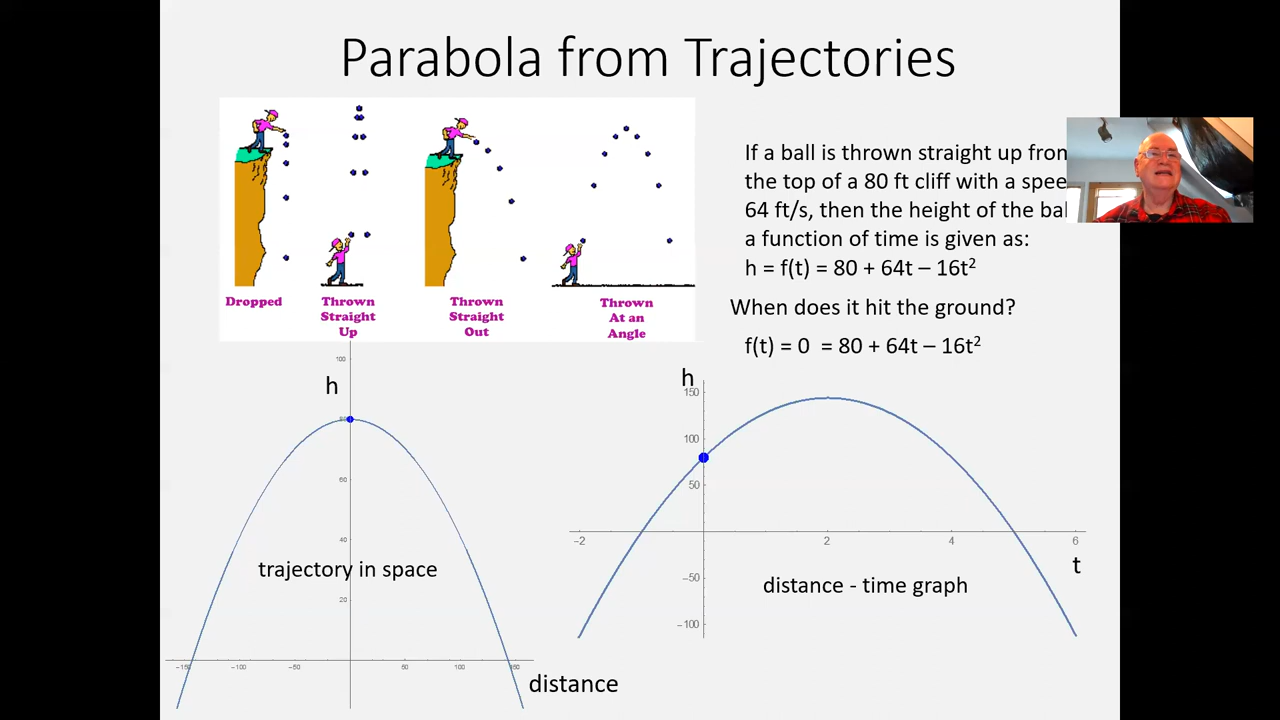 Parabola from Trajectories
Dropped
Thrown
Straight
Up
Thrown
Straight
Out
Thrown
At an
Angle
If a ball is thrown straight up
the top of a 80 ft cliff with a
64 ft/s, then the height of the
a function of time is given as:
h = f(t) = 80 + 64t – 16t²
When does it hit the ground?
f(t) = 0 = 80 + 64t – 16t²
h
100
80
60
40
20
trajectory in space
−150 −100 −50 50 100 150
distance
h
150
100
50
−2 2 4 6
t
−50
distance - time graph
−100